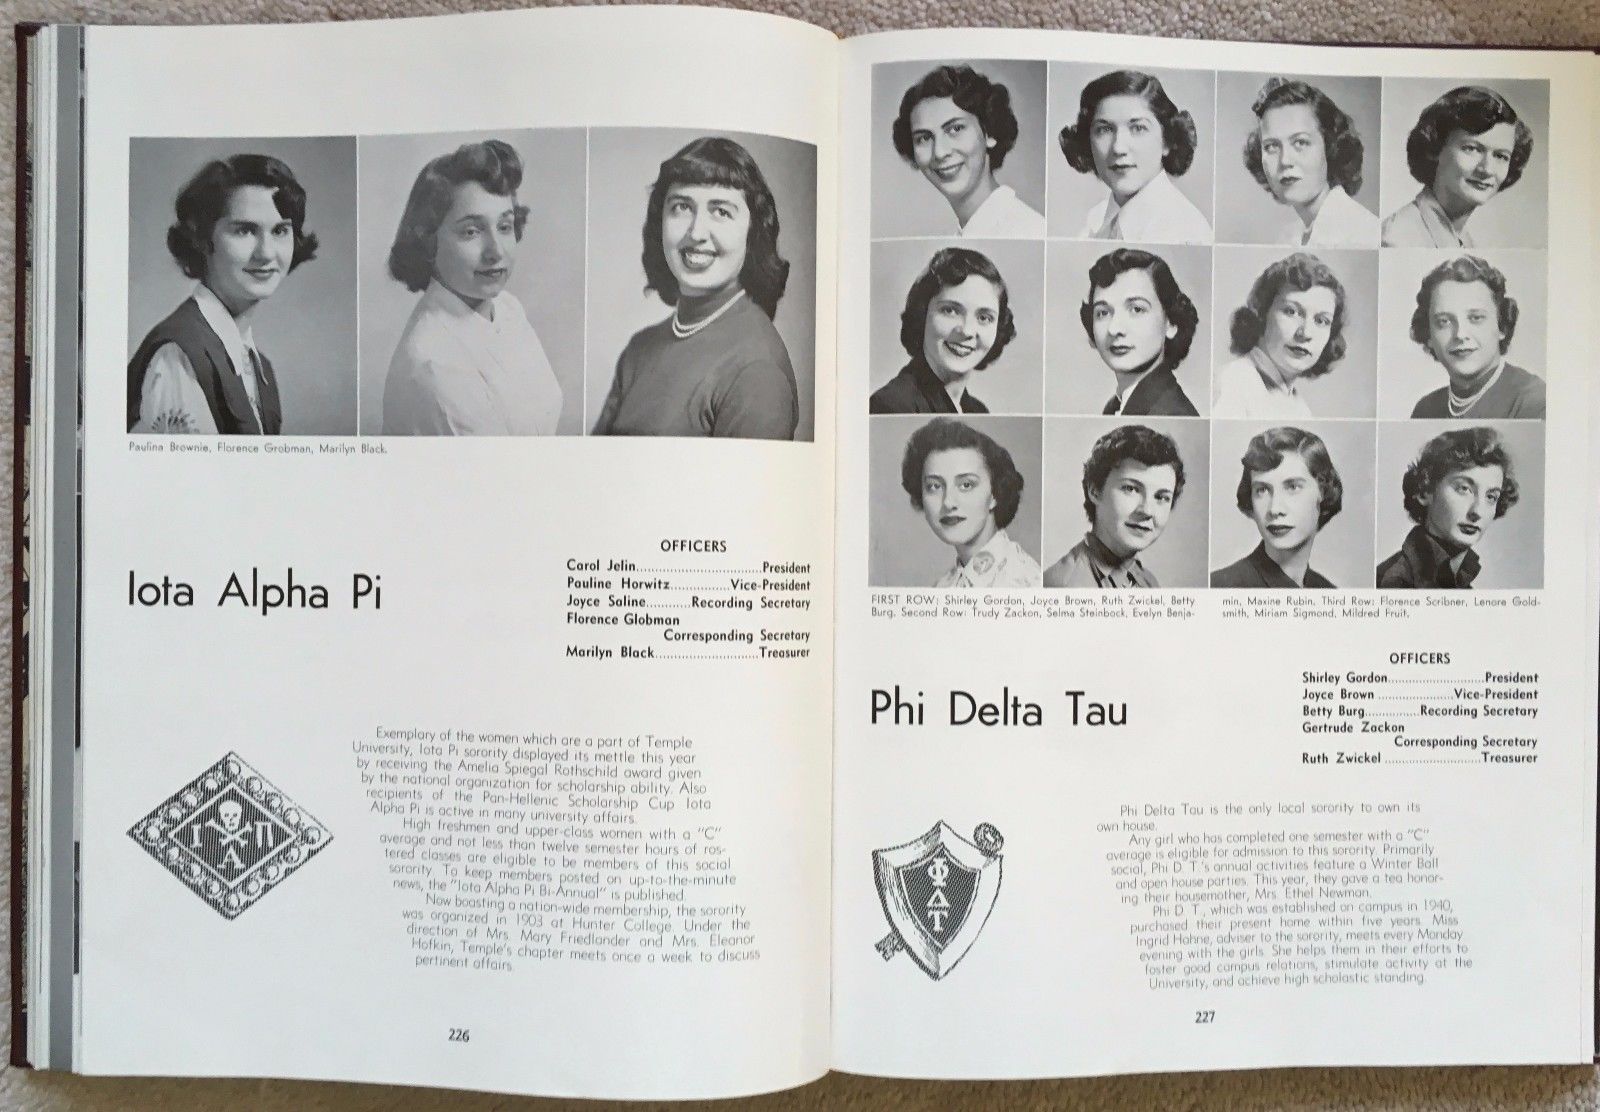 Paulina Brownie, Florence Grobman, Marilyn Black.
Iota Alpha Pi
OFFICERS
Carol Jelin..............................President
Pauline Horwitz..............Vice-President
Joyce Saline...........Recording Secretary
Florence Globman
Corresponding Secretary
Marilyn Black...........................Treasurer
Exemplary of the women which are a part of Temple
University, Iota Pi sorority displayed its mettle this year
by receiving the Amelia Spiegal Rothschild award given
by the national organization for scholarship ability. Also
recipients of the Pan-Hellenic Scholarship Cup Iota
Alpha Pi is active in many university affairs.
High freshmen and upper-class women with a "C"
average and not less than twelve semester hours of ros-
tered classes are eligible to be members of this social
sorority. To keep members posted on up-to-the-minute
news, the "Iota Alpha Pi Bi-Annual" is published.
Now boasting a nation-wide membership, the sorority
was organized in 1903 at Hunter College. Under the
direction of Mrs. Mary Friedlander and Mrs. Eleanor
Hofkin, Temple's chapter meets once a week to discuss
pertinent affairs.
Ι Α Π
226
FIRST ROW: Shirley Gordon, Joyce Brown, Ruth Zwickel, Betty
Burg. Second Row: Trudy Zackon, Selma Steinbock, Evelyn Benja-
min, Maxine Rubin, Third Row: Florence Scribner, Lenore Gold-
smith, Miriam Sigmond, Mildred Fruit.
Phi Delta Tau
OFFICERS
Shirley Gordon.........................President
Joyce Brown ....................Vice-President
Betty Burg..............Recording Secretary
Gertrude Zackon
Corresponding Secretary
Ruth Zwickel .........................Treasurer
Phi Delta Tau is the only local sorority to own its
own house.
Any girl who has completed one semester with a "C"
average is eligible for admission to this sorority. Primarily
social, Phi D. T.'s annual activities feature a Winter Ball
and open house parties. This year, they gave a tea honor-
ing their housemother, Mrs. Ethel Newman.
Phi D. T., which was established on campus in 1940,
purchased their present home within five years. Miss
Ingrid Hohne, adviser to the sorority, meets every Monday
evening with the girls. She helps them in their efforts to
foster good campus relations, stimulate activity at the
University, and achieve high scholastic standing.
Φ
Δ
Τ
227